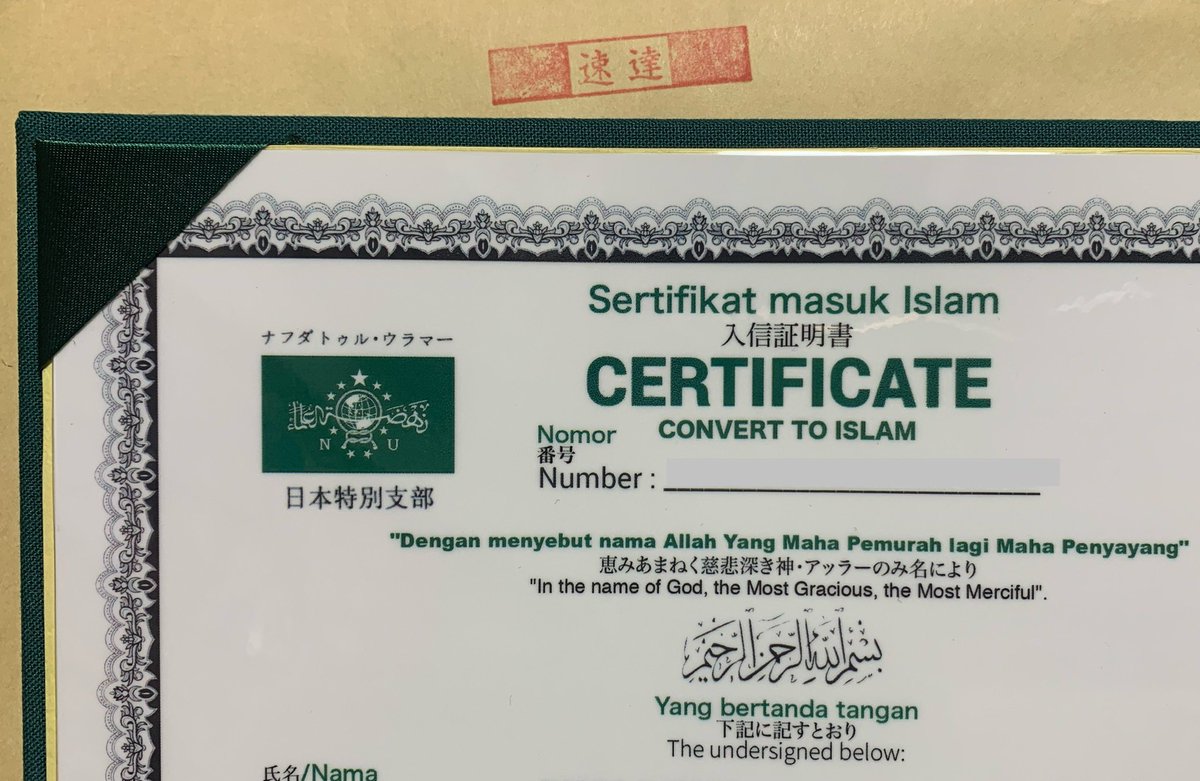 速達
ナフダトゥル・ウラマー
نهضة العلماء
N U
日本特別支部
Sertifikat masuk Islam
入信証明書
CERTIFICATE
CONVERT TO ISLAM
Nomor
番号
Number :
"Dengan menyebut nama Allah Yang Maha Pemurah lagi Maha Penyayang"
恵みあまねく慈悲深き神・アッラーのみ名により
"In the name of God, the Most Gracious, the Most Merciful".
بسم الله الرحمن الرحيم
Yang bertanda tangan
下記に記すとおり
The undersigned below:
氏名/Nama